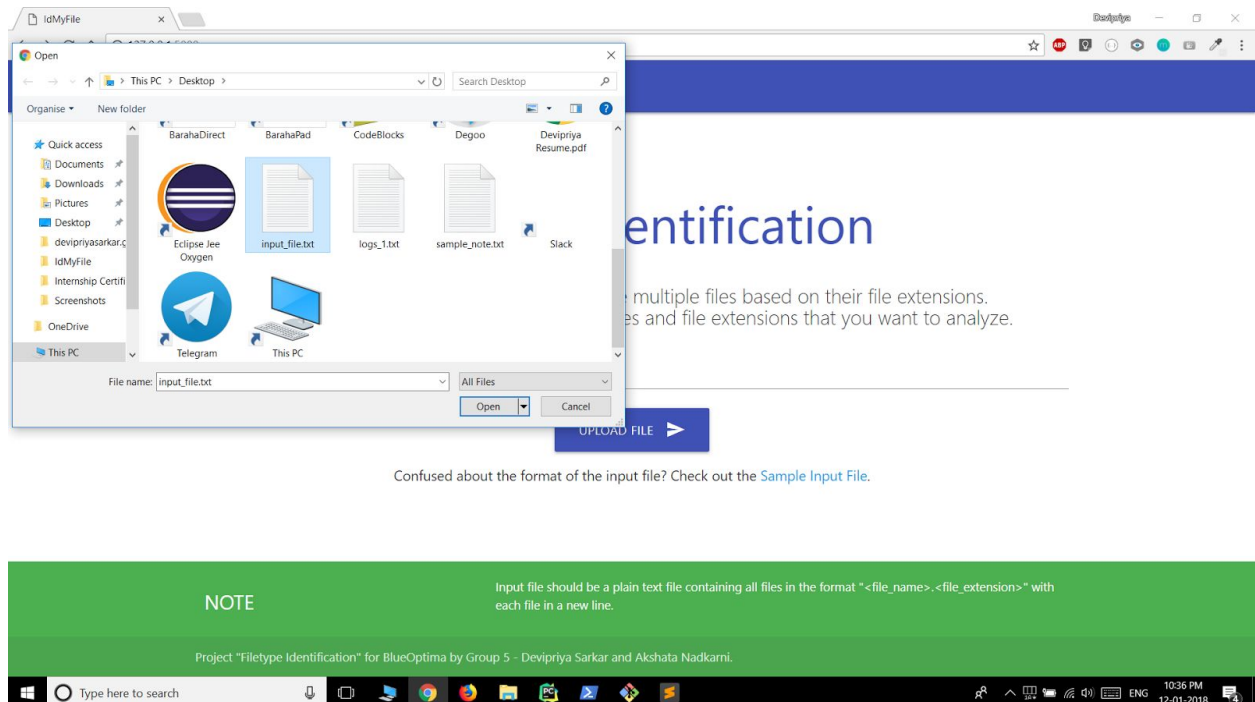 IdMyFile
Devipriya
Open
This PC > Desktop >
Search Desktop
Organise
New folder
Quick access
Documents
Downloads
Pictures
Desktop
devipriyasarkar.g
IdMyFile
Internship Certifi
Screenshots
OneDrive
This PC
BarahaDirect
BarahaPad
CodeBlocks
Degoo
Devipriya
Resume.pdf
Eclipse Jee
Oxygen
input_file.txt
logs_1.txt
sample_note.txt
Slack
Telegram
This PC
File name: input_file.txt
All Files
Open
Cancel
entification
multiple files based on their file extensions.
es and file extensions that you want to analyze.
UPLOAD FILE
Confused about the format of the input file? Check out the Sample Input File.
NOTE
Input file should be a plain text file containing all files in the format "<file_name>.<file_extension>" with
each file in a new line.
Project "Filetype Identification" for BlueOptima by Group 5 - Devipriya Sarkar and Akshata Nadkarni.
Type here to search
ENG
10:36 PM
12-01-2018